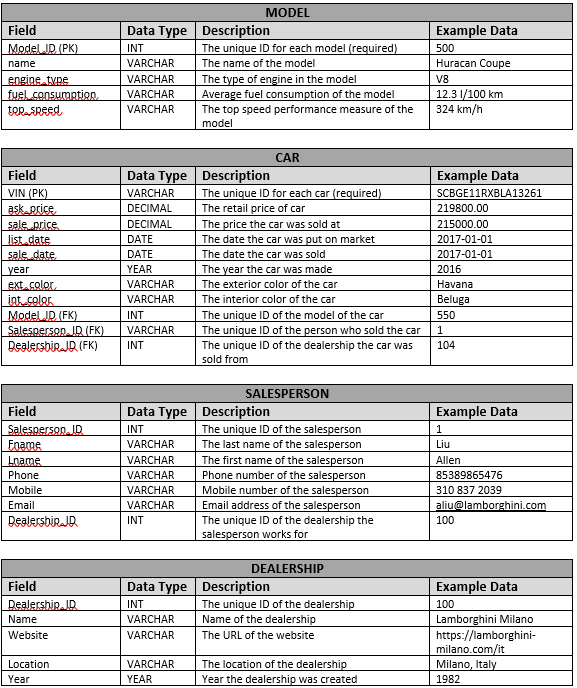 MODEL
Field Data Type Description Example Data
Model_ID (PK) INT The unique ID for each model (required) 500
name VARCHAR The name of the model Huracan Coupe
engine_type VARCHAR The type of engine in the model V8
fuel_consumption VARCHAR Average fuel consumption of the model 12.3 l/100 km
top_speed VARCHAR The top speed performance measure of the 324 km/h
model
CAR
Field Data Type Description Example Data
VIN (PK) VARCHAR The unique ID for each car (required) SCBGE11RXBLA13261
ask_price DECIMAL The retail price of car 219800.00
sale_price DECIMAL The price the car was sold at 215000.00
list_date DATE The date the car was put on market 2017-01-01
sale_date DATE The date the car was sold 2017-01-01
year YEAR The year the car was made 2016
ext_color VARCHAR The exterior color of the car Havana
int_color VARCHAR The interior color of the car Beluga
Model_ID (FK) INT The unique ID of the model of the car 550
Salesperson_ID (FK) VARCHAR The unique ID of the person who sold the car 1
Dealership_ID (FK) INT The unique ID of the dealership the car was 104
sold from
SALESPERSON
Field Data Type Description Example Data
Salesperson_ID INT The unique ID of the salesperson 1
Fname VARCHAR The last name of the salesperson Liu
Lname VARCHAR The first name of the salesperson Allen
Phone VARCHAR Phone number of the salesperson 85389865476
Mobile VARCHAR Mobile number of the salesperson 310 837 2039
Email VARCHAR Email address of the salesperson aliu@lamborghini.com
Dealership_ID INT The unique ID of the dealership the 100
salesperson works for
DEALERSHIP
Field Data Type Description Example Data
Dealership_ID INT The unique ID of the dealership 100
Name VARCHAR Name of the dealership Lamborghini Milano
Website VARCHAR The URL of the website https://lamborghini-
milano.com/it
Location VARCHAR The location of the dealership Milano, Italy
Year YEAR Year the dealership was created 1982